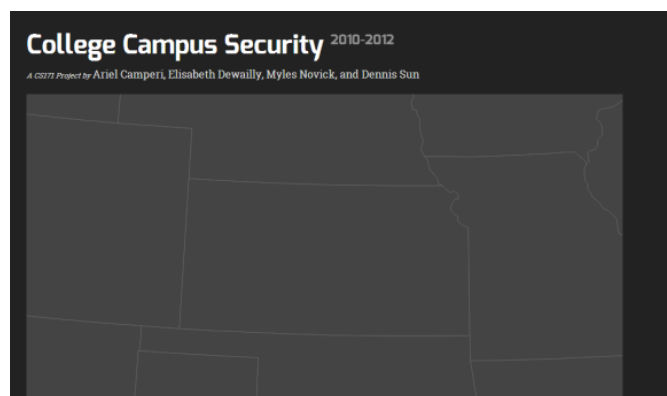 College Campus Security 2010-2012
A CS171 Project by Ariel Camperi, Elisabeth Dewailly, Myles Novick, and Dennis Sun